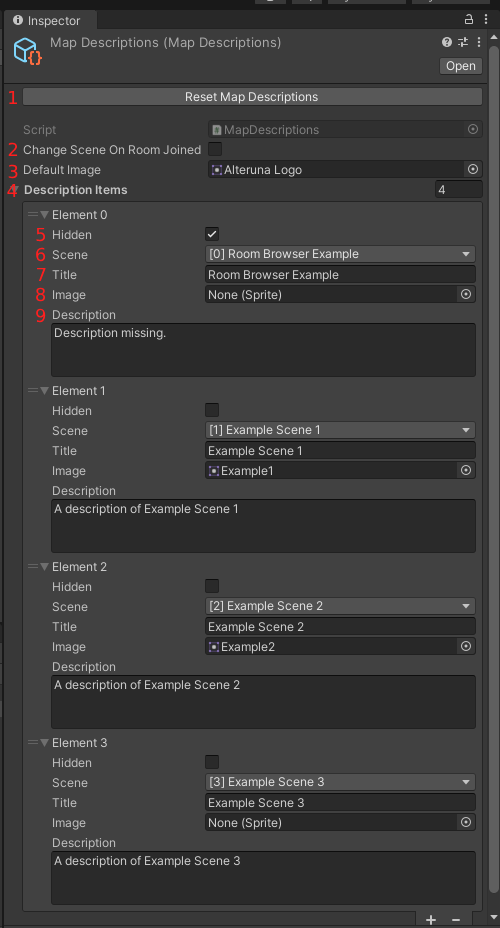 Inspector
Map Descriptions (Map Descriptions)
Open
1 Reset Map Descriptions
Script MapDescriptions
2 Change Scene On Room Joined
3 Default Image Alteruna Logo
4 Description Items 4
Element 0
5 Hidden
6 Scene [0] Room Browser Example
7 Title Room Browser Example
8 Image None (Sprite)
9 Description
Description missing.
Element 1
Hidden
Scene [1] Example Scene 1
Title Example Scene 1
Image Example1
Description
A description of Example Scene 1
Element 2
Hidden
Scene [2] Example Scene 2
Title Example Scene 2
Image Example2
Description
A description of Example Scene 2
Element 3
Hidden
Scene [3] Example Scene 3
Title Example Scene 3
Image None (Sprite)
Description
A description of Example Scene 3